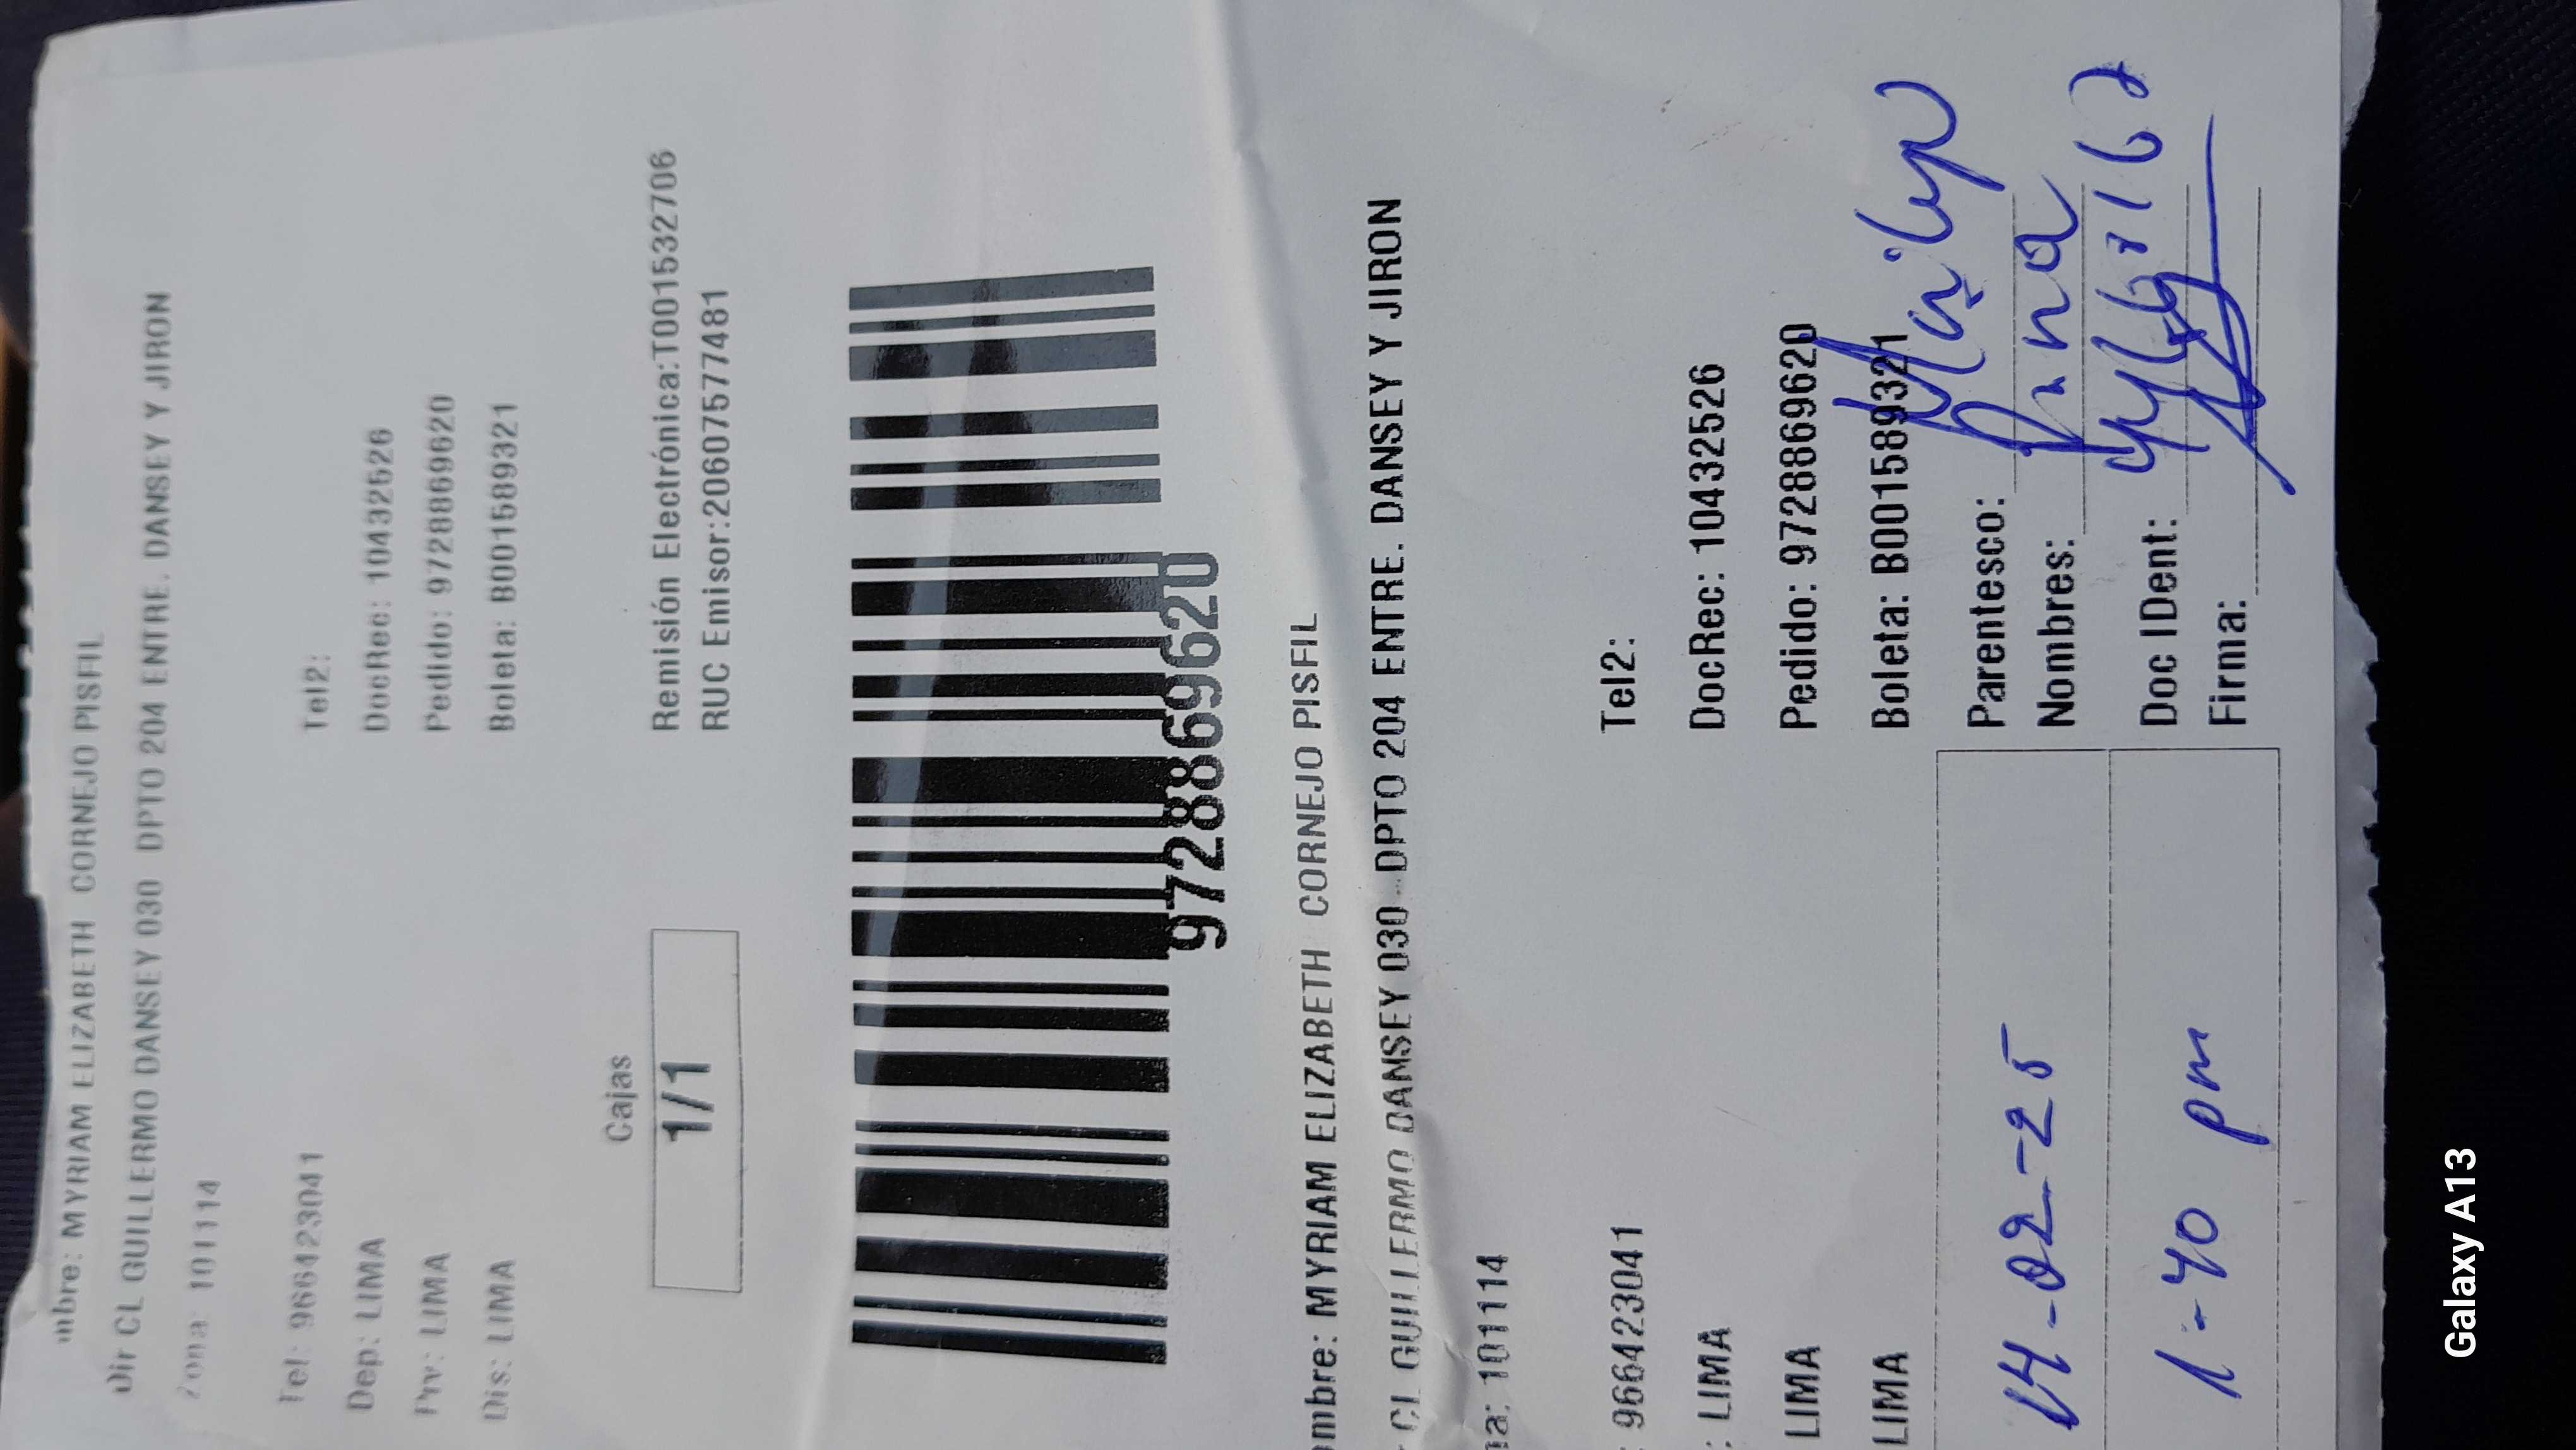 mbre: MYRIAM ELIZABETH CORNEJO PISFIL
Dir CL GUILLERMO DANSEY 030 DPTO 204 ENTRE. DANSEY Y JIRON
Zona: 101114
Tel: 966423041 Tel2:
Dep: LIMA DocRec: 10432526
Prv: LIMA Pedido: 9728869620
Dis: LIMA Boleta: B001589321
Cajas
1/1
Remisión Electrónica:T001532706
RUC Emisor:20607577481
9728869620
ombre: MYRIAM ELIZABETH CORNEJO PISFIL
CL GUILLERMO DANSEY 030 DPTO 204 ENTRE. DANSEY Y JIRON
na: 101114
: 966423041 Tel2:
: LIMA DocRec: 10432526
LIMA Pedido: 9728869620
LIMA Boleta: B001589321
14-02-25
1-40 pm
Parentesco:
Nombres:
Doc IDent:
Firma:
Galaxy A13